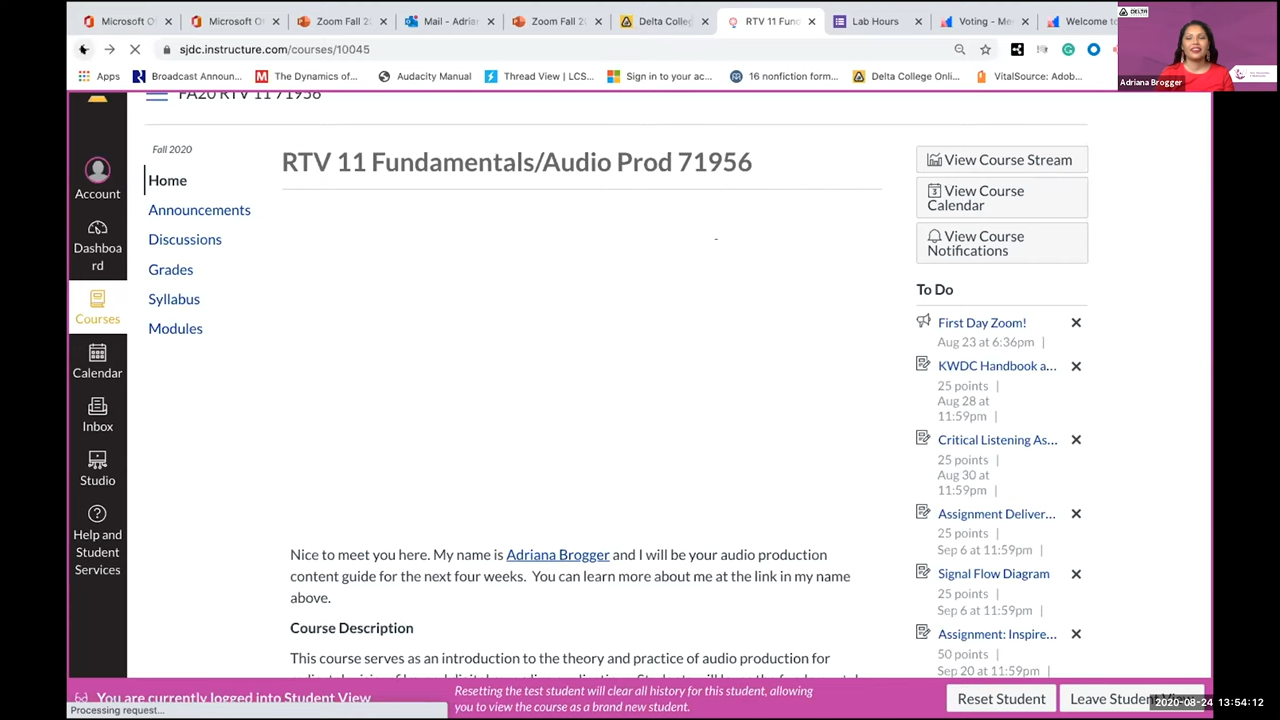 Microsoft O
Microsoft O
Zoom Fall 2
Mail - Adria
Zoom Fall 2
Delta Colleg
RTV 11 Fund
Lab Hours
Voting - Me
Welcome to
sjdc.instructure.com/courses/10045
Apps
Broadcast Announ...
The Dynamics of...
Audacity Manual
Thread View | LCS...
Sign in to your ac...
16 nonfiction form...
Delta College Onli...
VitalSource: Adob...
DELTA
Adriana Brogger
FA20 RTV 11 71956
Account
Dashboa
rd
Courses
Calendar
Inbox
Studio
Help and
Student
Services
Fall 2020
Home
Announcements
Discussions
Grades
Syllabus
Modules
RTV 11 Fundamentals/Audio Prod 71956
-
Nice to meet you here. My name is Adriana Brogger and I will be your audio production
content guide for the next four weeks. You can learn more about me at the link in my name
above.
Course Description
This course serves as an introduction to the theory and practice of audio production for
View Course Stream
View Course
Calendar
View Course
Notifications
To Do
First Day Zoom!
Aug 23 at 6:36pm |
KWDC Handbook a...
25 points |
Aug 28 at
11:59pm |
Critical Listening As...
25 points |
Aug 30 at
11:59pm |
Assignment Deliver...
25 points |
Sep 6 at 11:59pm |
Signal Flow Diagram
25 points |
Sep 6 at 11:59pm |
Assignment: Inspire...
50 points |
Sep 20 at 11:59pm |
You are currently logged into Student View
Resetting the test student will clear all history for this student, allowing
you to view the course as a brand new student.
Reset Student
Leave Student View
Processing request...
2020-08-24 13:54:12